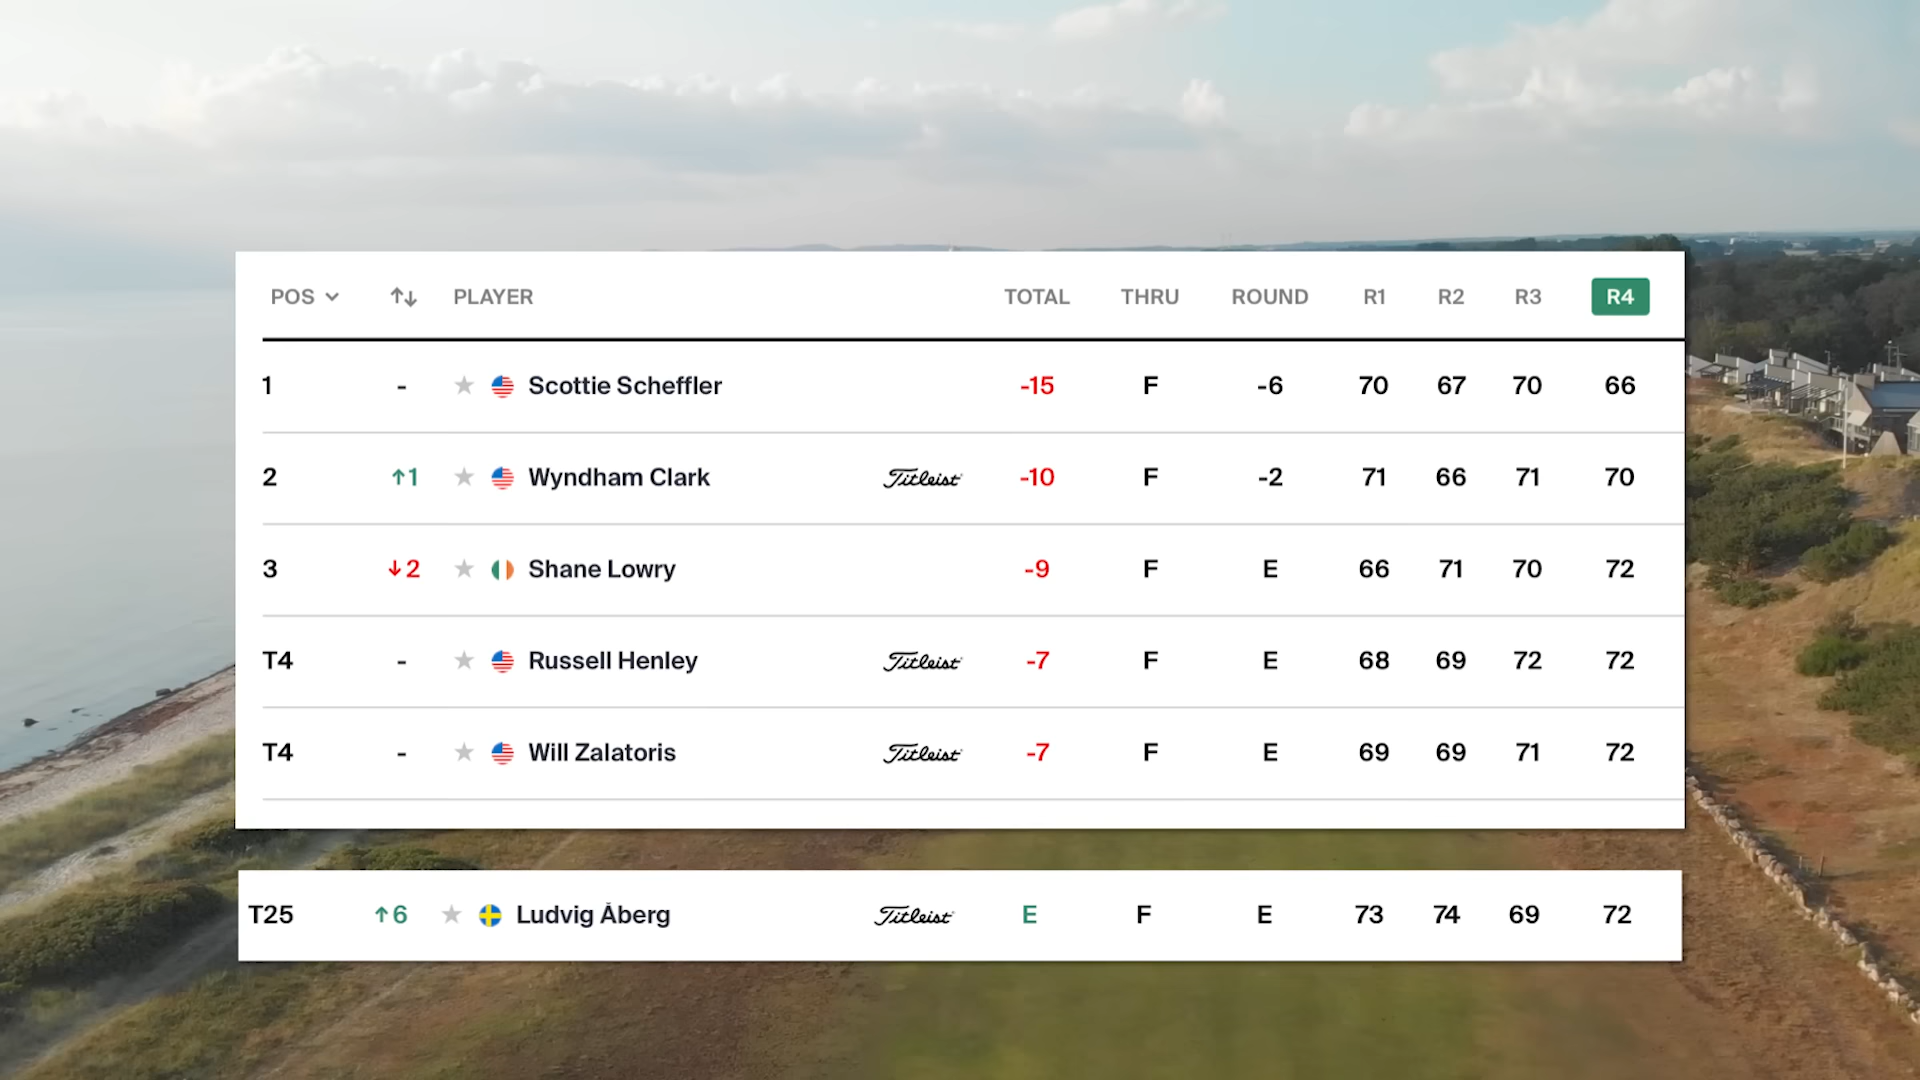 POS PLAYER TOTAL THRU ROUND R1 R2 R3 R4
1 - Scottie Scheffler -15 F -6 70 67 70 66
2 ↑1 Wyndham Clark Titleist -10 F -2 71 66 71 70
3 ↓2 Shane Lowry -9 F E 66 71 70 72
T4 - Russell Henley Titleist -7 F E 68 69 72 72
T4 - Will Zalatoris Titleist -7 F E 69 69 71 72
T25 ↑6 Ludvig Åberg Titleist E F E 73 74 69 72